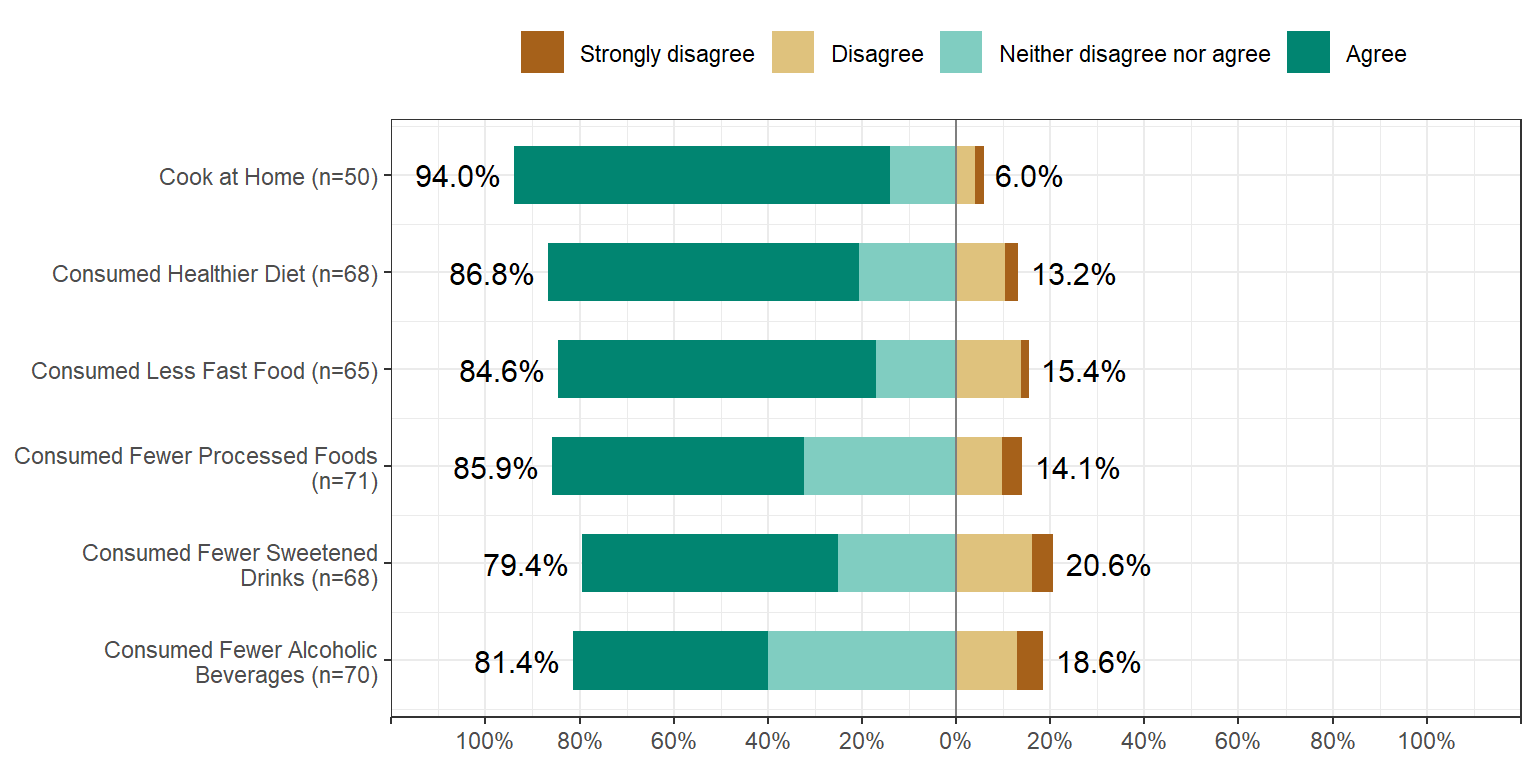 Strongly disagree Disagree Neither disagree nor agree Agree
Cook at Home (n=50) 94.0% 6.0%
Consumed Healthier Diet (n=68) 86.8% 13.2%
Consumed Less Fast Food (n=65) 84.6% 15.4%
Consumed Fewer Processed Foods
(n=71) 85.9% 14.1%
Consumed Fewer Sweetened
Drinks (n=68) 79.4% 20.6%
Consumed Fewer Alcoholic
Beverages (n=70) 81.4% 18.6%
100% 80% 60% 40% 20% 0% 20% 40% 60% 80% 100%